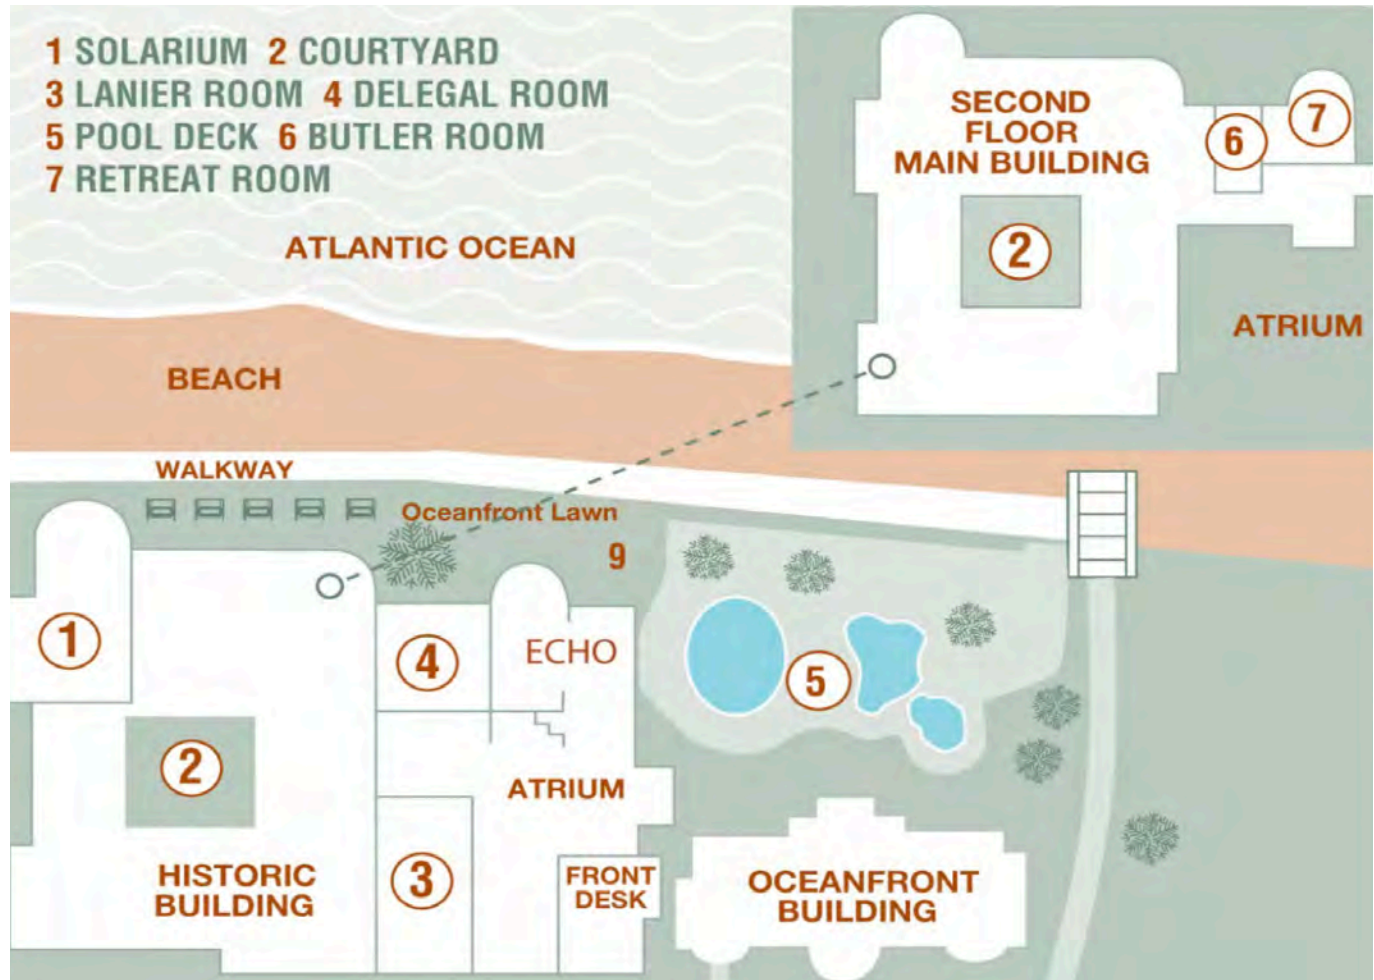 1 SOLARIUM 2 COURTYARD
3 LANIER ROOM 4 DELEGAL ROOM
5 POOL DECK 6 BUTLER ROOM
7 RETREAT ROOM
ATLANTIC OCEAN
SECOND
FLOOR
MAIN BUILDING
6
7
2
ATRIUM
BEACH
WALKWAY
Oceanfront Lawn
9
1
4
ECHO
5
2
ATRIUM
HISTORIC
BUILDING
3
FRONT
DESK
OCEANFRONT
BUILDING